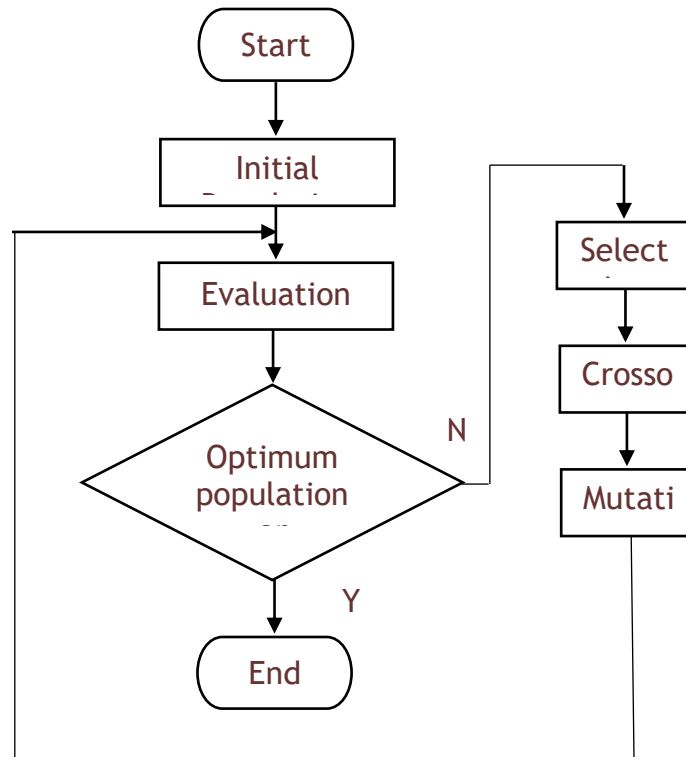 Start
Initial
Evaluation
Optimum
population
N
Y
End
Select
Crosso
Mutati